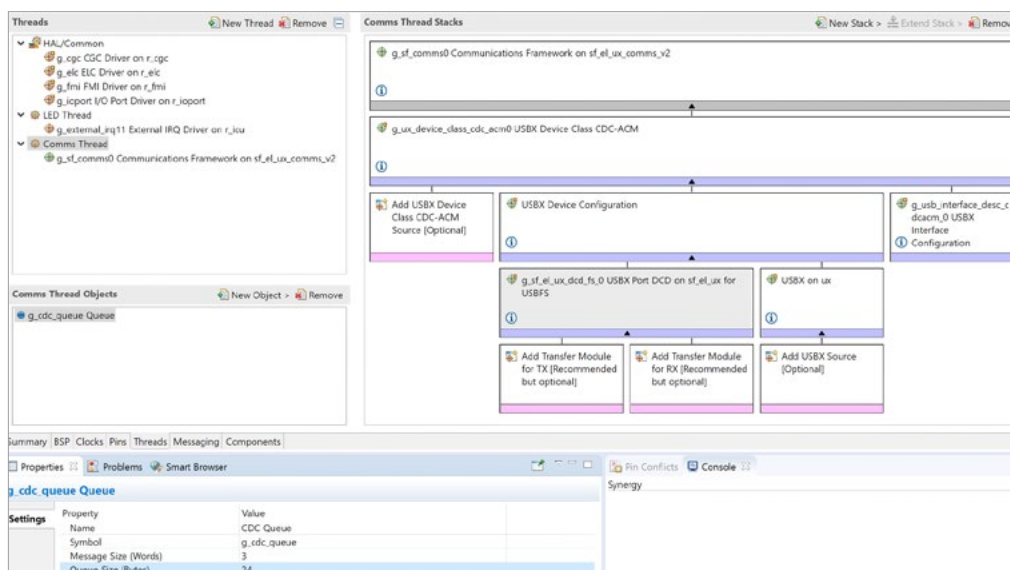 Threads
New Thread
Remove
HAL/Common
g_cgc CGC Driver on r_cgc
g_elc ELC Driver on r_elc
g_fmi FMI Driver on r_fmi
g_ioport I/O Port Driver on r_ioport
LED Thread
g_external_irq11 External IRQ Driver on r_icu
Comms Thread
g_sf_comms0 Communications Framework on sf_el_ux_comms_v2
Comms Thread Objects
New Object >
Remove
g_cdc_queue Queue
Comms Thread Stacks
New Stack >
Extend Stack >
Remov
g_sf_comms0 Communications Framework on sf_el_ux_comms_v2
g_ux_device_class_cdc_acm0 USBX Device Class CDC-ACM
Add USBX Device
Class CDC-ACM
Source [Optional]
USBX Device Configuration
g_usb_interface_desc_c
dcacm_0 USBX
Interface
Configuration
g_sf_el_ux_dcd_fs_0 USBX Port DCD on sf_el_ux for
USBFS
USBX on ux
Add Transfer Module
for TX [Recommended
but optional]
Add Transfer Module
for RX [Recommended
but optional]
Add USBX Source
[Optional]
Summary BSP Clocks Pins Threads Messaging Components
Properties Problems Smart Browser
g_cdc_queue Queue
Settings
Property Value
Name CDC Queue
Symbol g_cdc_queue
Message Size (Words) 3
Queue Size (Bytes) 24
Pin Conflicts Console
Synergy